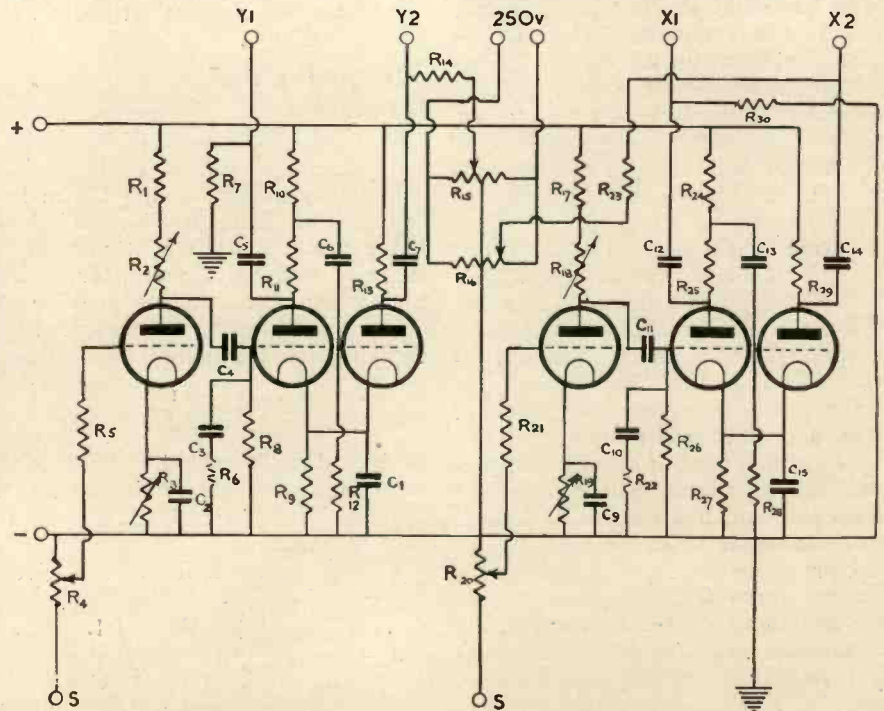 Y1 Y2 250v X1 X2
R14
R30
+
R1 R7 R10 R15 R17 R23 R24
R2 C5 C6 C7 C12 C13 C14
R11 R13 R16 R18 R25 R29
C4 C11
R5 C3 R8 R21 C10 R26
R3 C2 R6 R9 R12 C1 R19 C9 R22 R27 R28 C15
-
R4 R20
S S